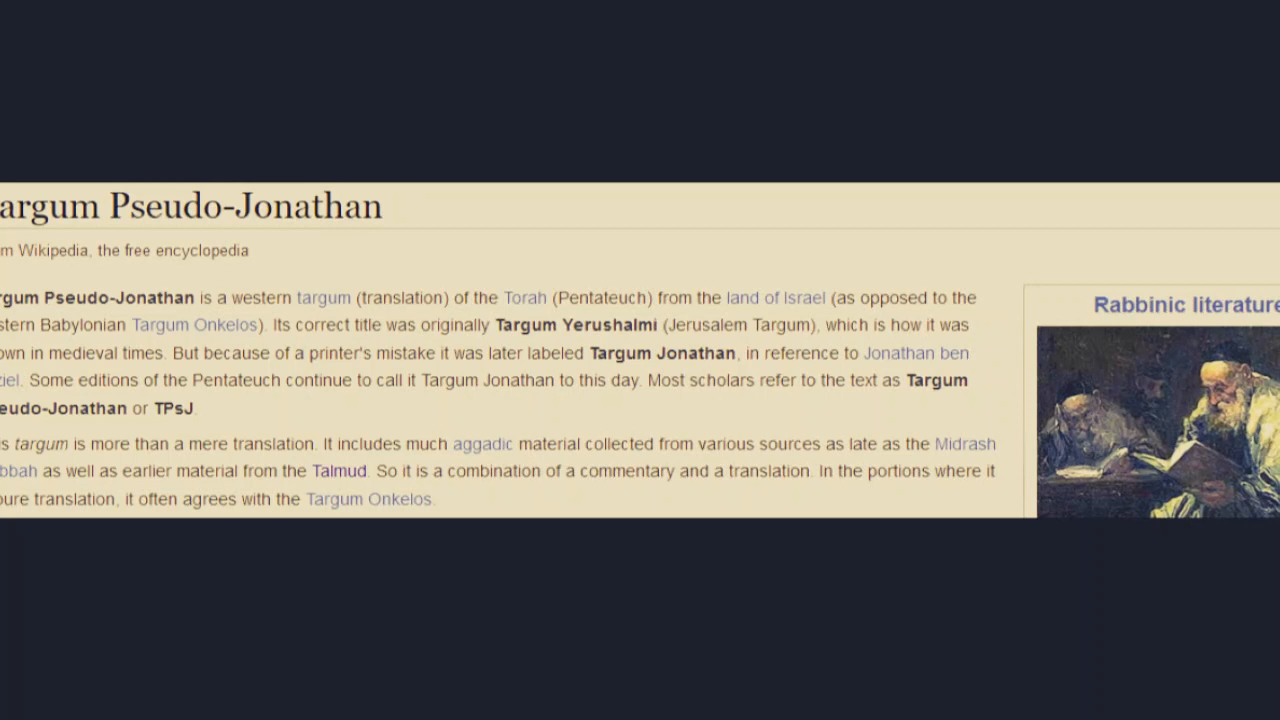 argum Pseudo-Jonathan
m Wikipedia, the free encyclopedia
rgum Pseudo-Jonathan is a western targum (translation) of the Torah (Pentateuch) from the land of Israel (as opposed to the
stern Babylonian Targum Onkelos). Its correct title was originally Targum Yerushalmi (Jerusalem Targum), which is how it was
own in medieval times. But because of a printer's mistake it was later labeled Targum Jonathan, in reference to Jonathan ben
ziel. Some editions of the Pentateuch continue to call it Targum Jonathan to this day. Most scholars refer to the text as Targum
eudo-Jonathan or TPsJ.
is targum is more than a mere translation. It includes much aggadic material collected from various sources as late as the Midrash
bbah as well as earlier material from the Talmud. So it is a combination of a commentary and a translation. In the portions where it
pure translation, it often agrees with the Targum Onkelos.
Rabbinic literature